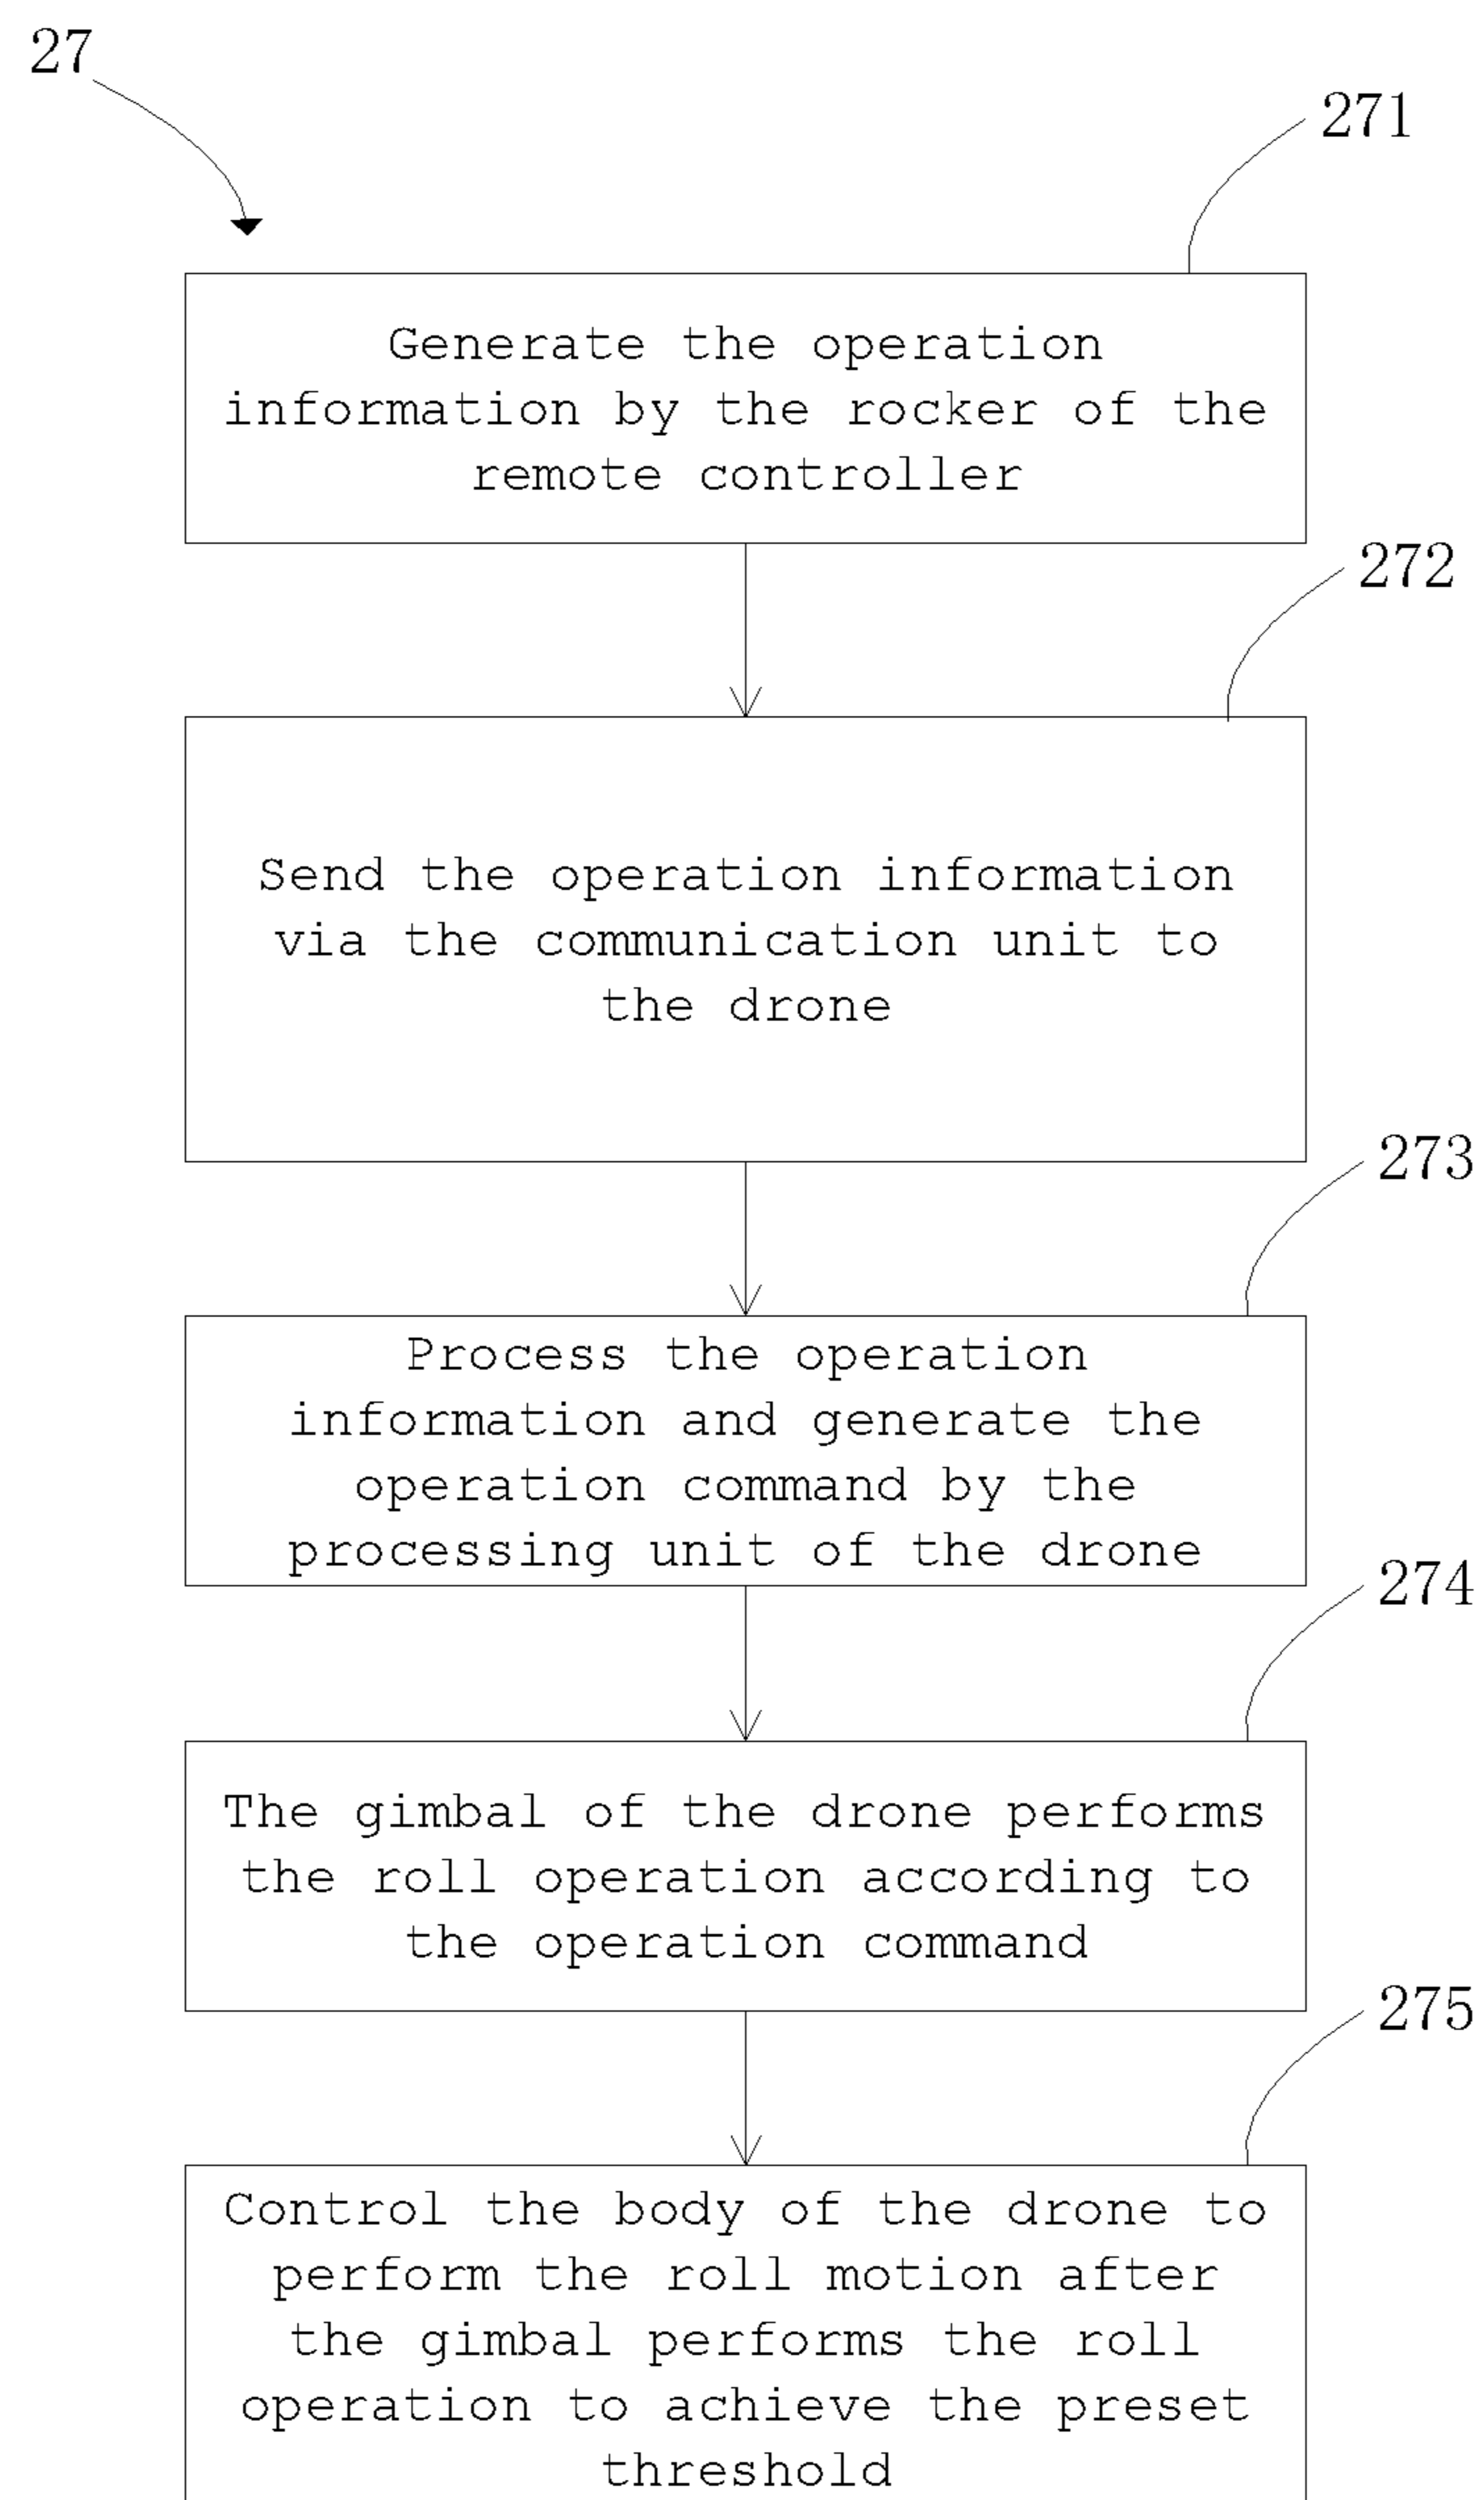 27
271
Generate the operation
information by the rocker of the
remote controller
272
Send the operation information
via the communication unit to
the drone
273
Process the operation
information and generate the
operation command by the
processing unit of the drone
274
The gimbal of the drone performs
the roll operation according to
the operation command
275
Control the body of the drone to
perform the roll motion after
the gimbal performs the roll
operation to achieve the preset
threshold